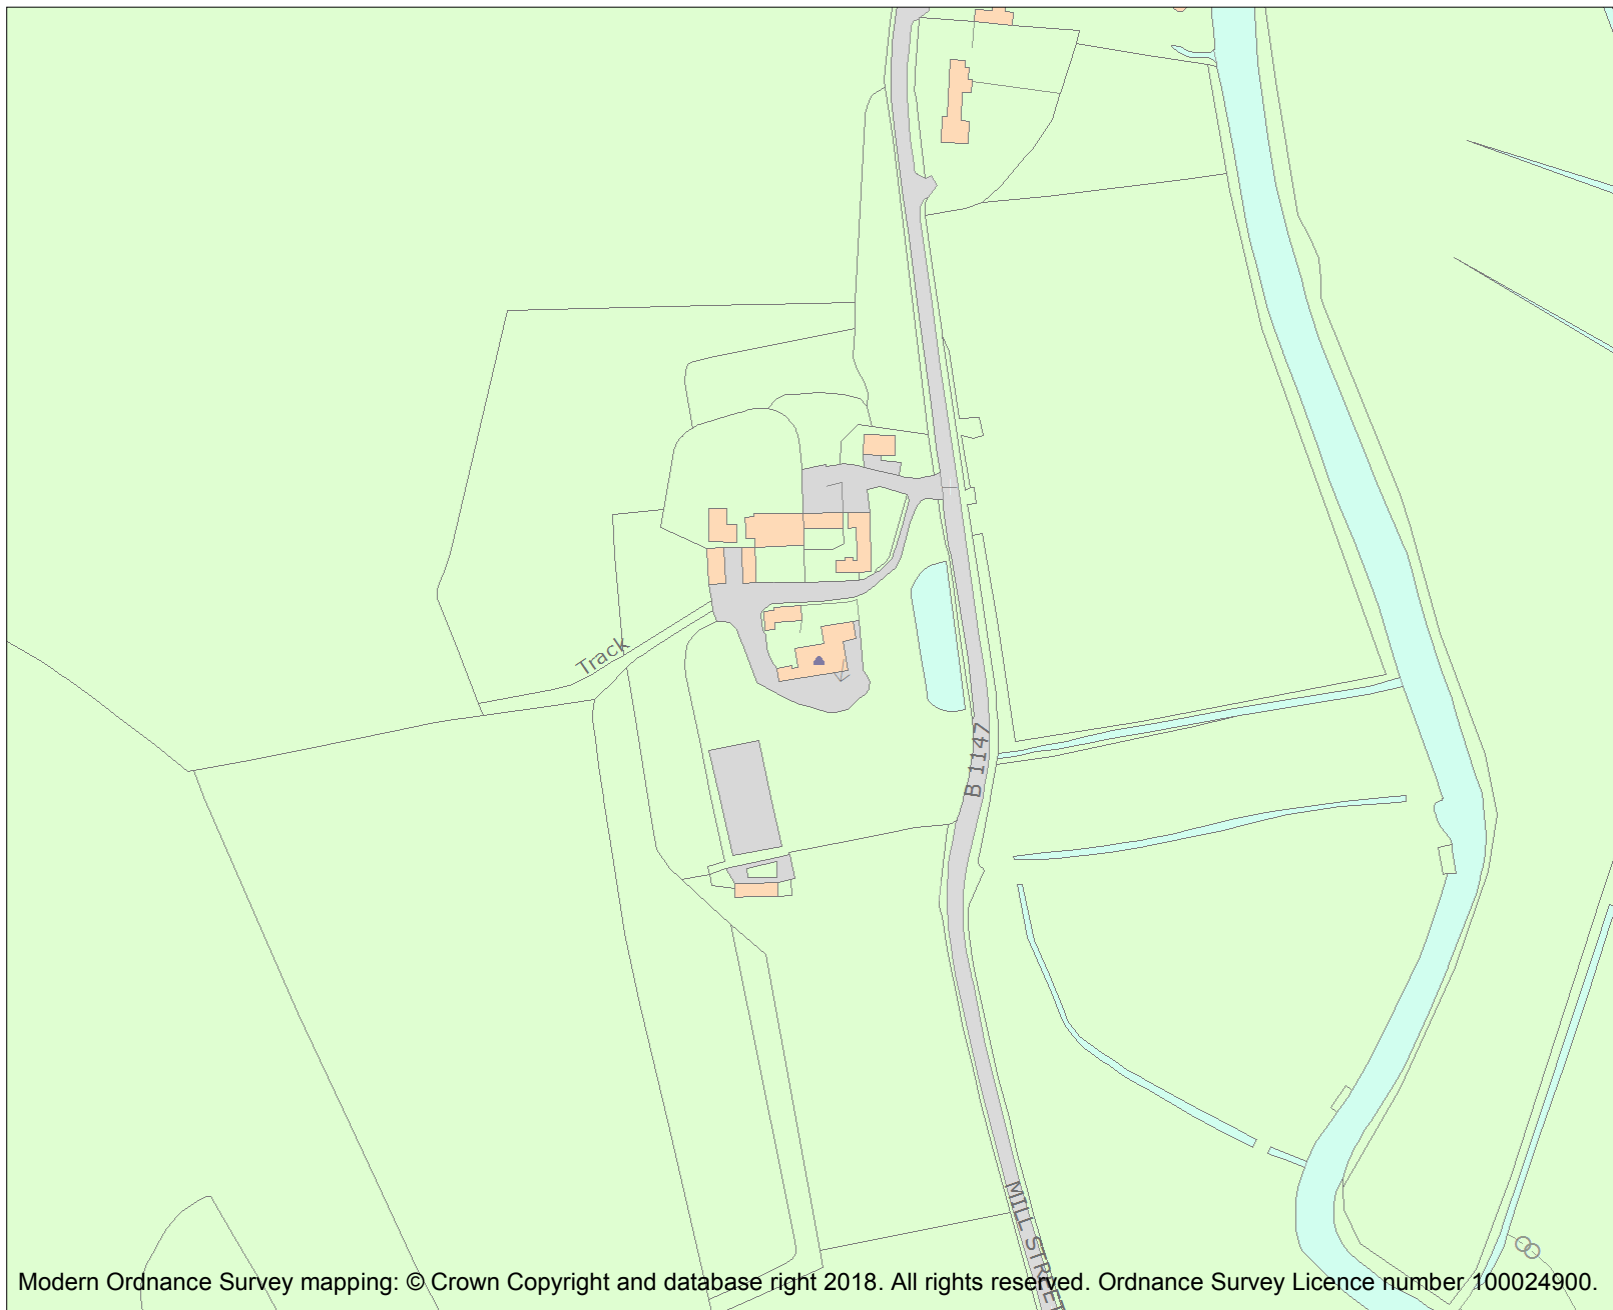 Track
B 1147
MILL STREET
Modern Ordnance Survey mapping: © Crown Copyright and database right 2018. All rights reserved. Ordnance Survey Licence number 100024900.